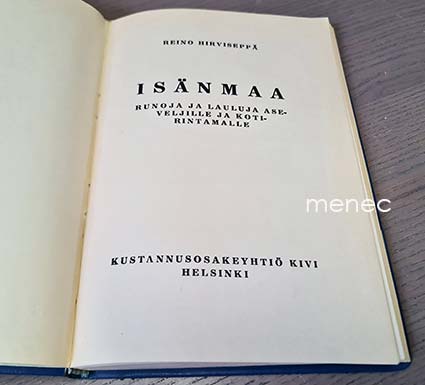 REINO HIRVISEPPÄ
ISÄNMAA
RUNOJA JA LAULUJA ASE-
VELJILLE JA KOTI-
RINTAMALLE
menec
KUSTANNUSOSAKEYHTIÖ KIVI
HELSINKI